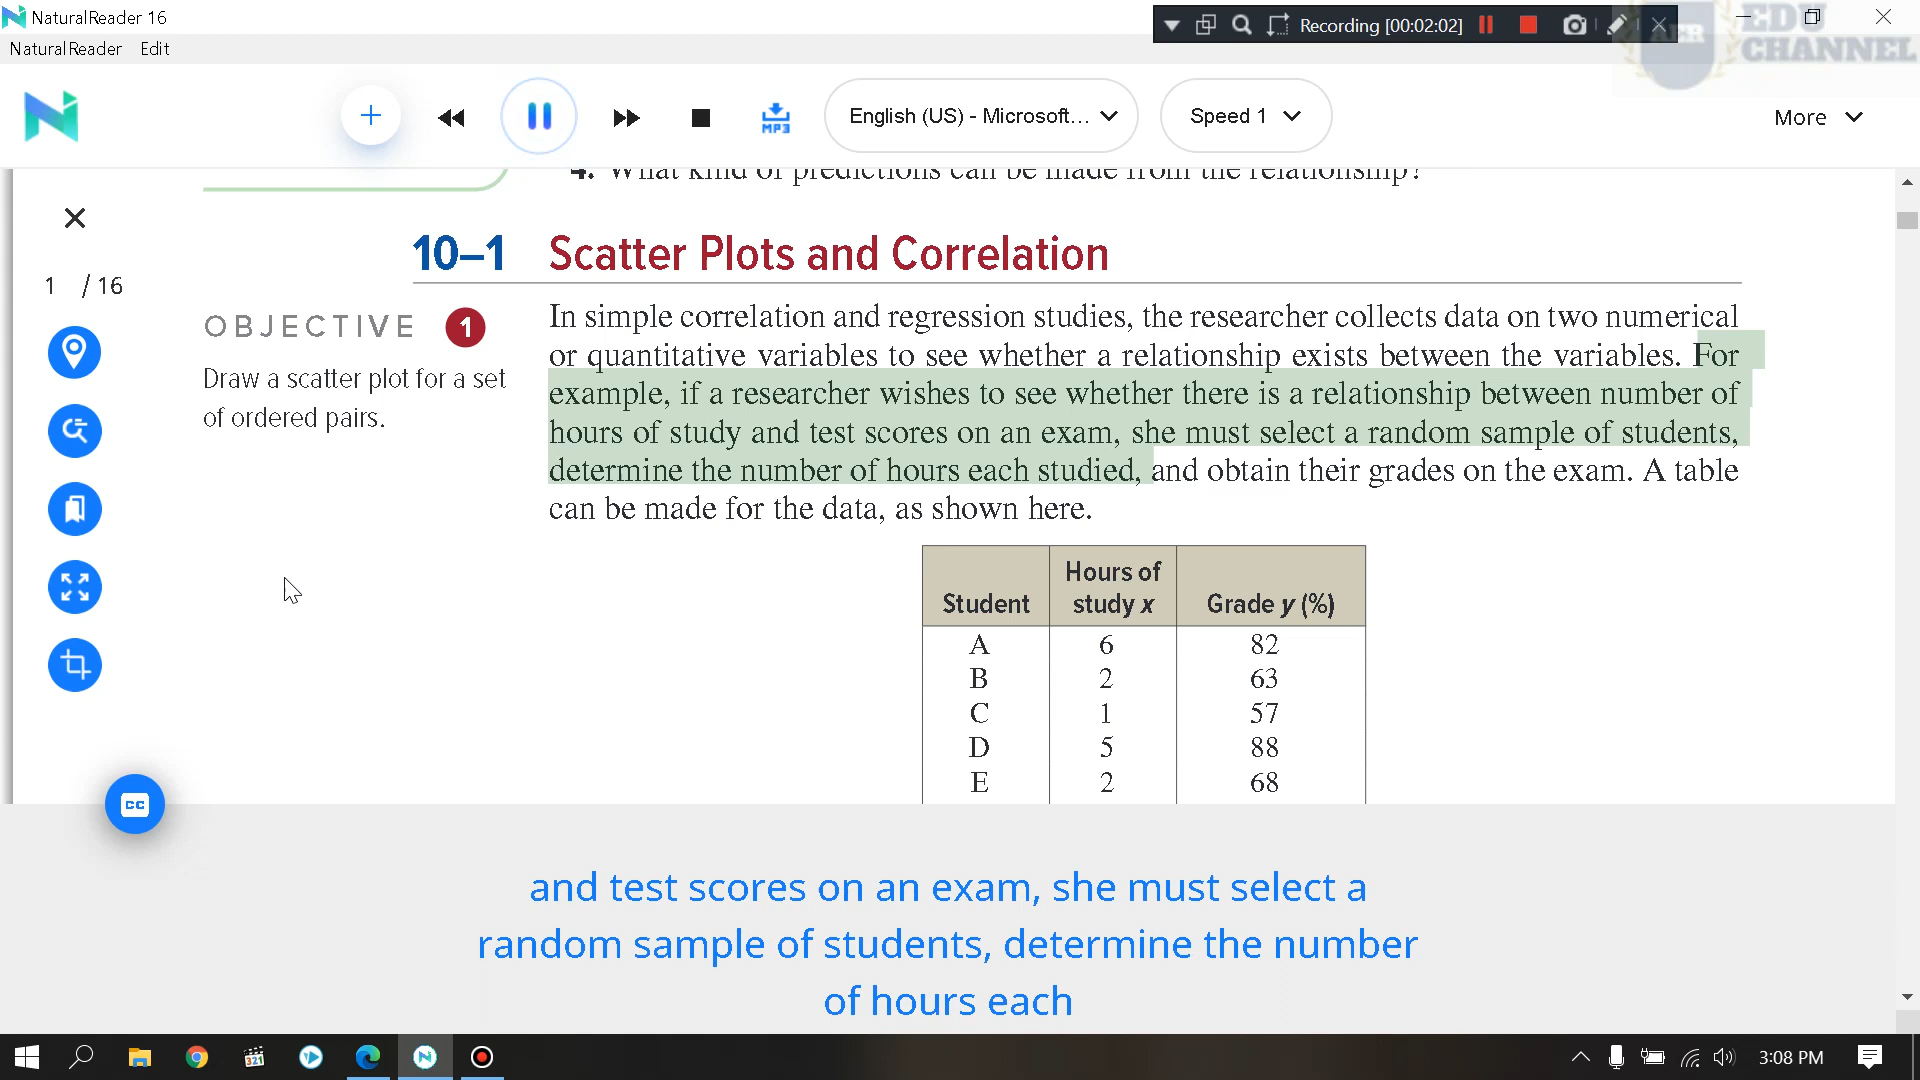 NaturalReader 16
Recording [00:02:02]
AER
EDU
CHANNEL
NaturalReader Edit
MP3
English (US) - Microsoft...
Speed 1
More
4. What kind of predictions can be made from the relationship?
10–1 Scatter Plots and Correlation
1 / 16
OBJECTIVE 1
Draw a scatter plot for a set
of ordered pairs.
In simple correlation and regression studies, the researcher collects data on two numerical
or quantitative variables to see whether a relationship exists between the variables. For
example, if a researcher wishes to see whether there is a relationship between number of
hours of study and test scores on an exam, she must select a random sample of students,
determine the number of hours each studied, and obtain their grades on the exam. A table
can be made for the data, as shown here.
Student Hours of study x Grade y (%)
A 6 82
B 2 63
C 1 57
D 5 88
E 2 68
cc
and test scores on an exam, she must select a
random sample of students, determine the number
of hours each
321
3:08 PM